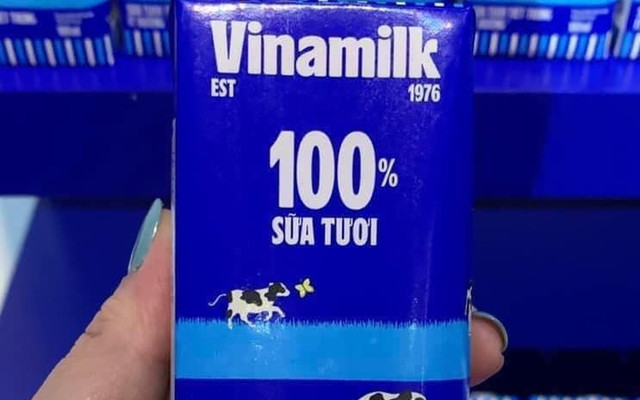 Vinamilk
EST 1976
100%
SỮA TƯƠI